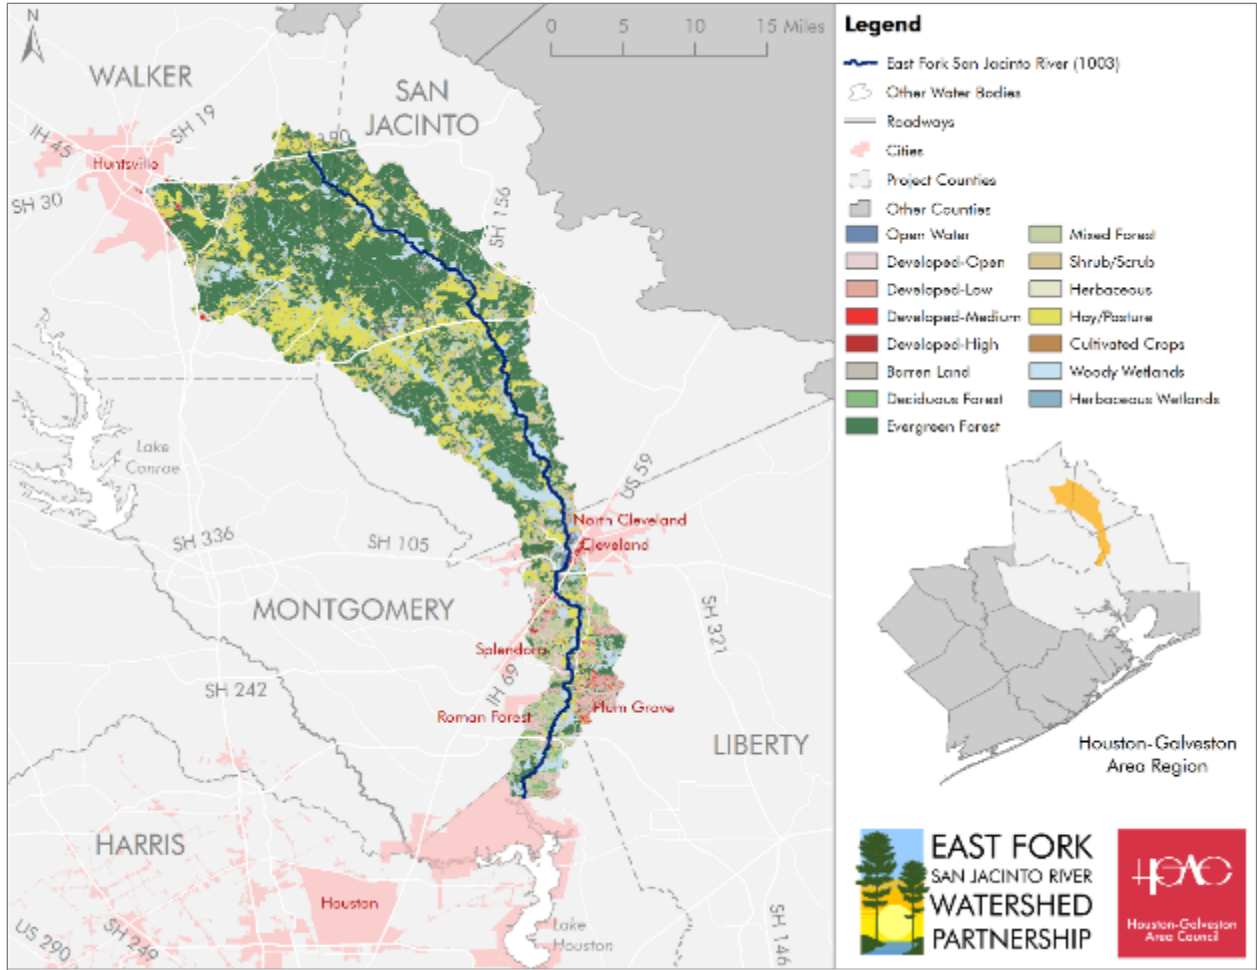 N
0 5 10 15 Miles
WALKER
SAN
JACINTO
SH 19
IH 45
190
Huntsville
SH 30
SH 156
Lake
Conroe
US 59
North Cleveland
Cleveland
SH 336
SH 105
MONTGOMERY
SH 321
Splendora
IH 69
SH 242
Roman Forest
Plum Grove
LIBERTY
HARRIS
Houston
Lake
Houston
US 290
SH 249
SH 146
Legend
East Fork San Jacinto River (1003)
Other Water Bodies
Roadways
Cities
Project Counties
Other Counties
Open Water
Developed-Open
Developed-Low
Developed-Medium
Developed-High
Barren Land
Deciduous Forest
Evergreen Forest
Mixed Forest
Shrub/Scrub
Herbaceous
Hay/Pasture
Cultivated Crops
Woody Wetlands
Herbaceous Wetlands
Houston-Galveston
Area Region
EAST FORK
SAN JACINTO RIVER
WATERSHED
PARTNERSHIP
Houston-Galveston
Area Council